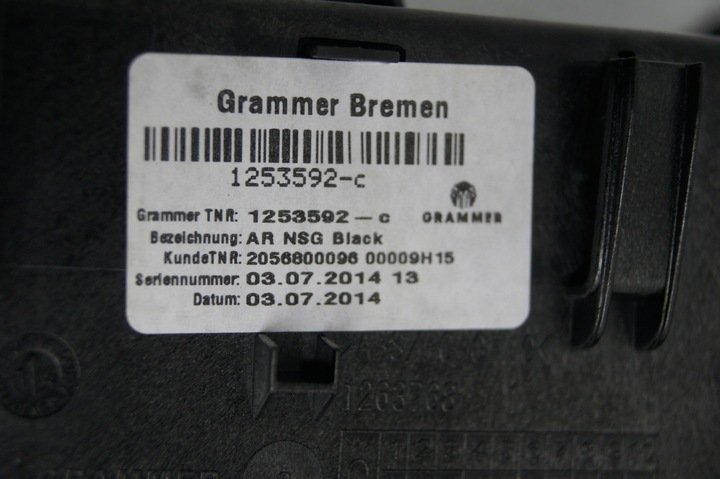 Grammer Bremen
1253592-c
GRAMMER
Grammer TNR: 1253592-c
Bezeichnung: AR NSG Black
KundeTNR: 2056800096 00009H15
Seriennummer: 03.07.2014 13
Datum: 03.07.2014
1263768